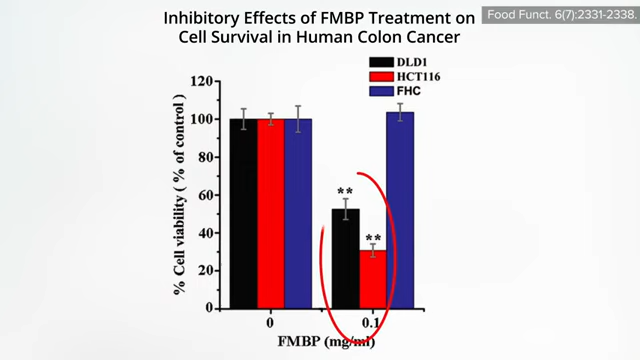 Inhibitory Effects of FMBP Treatment on
Cell Survival in Human Colon Cancer
Food Funct. 6(7):2331-2338.
DLD1
HCT116
FHC
% Cell viability ( % of control )
120
100
80
60
40
20
0
**
**
0
0.1
FMBP (mg/ml)